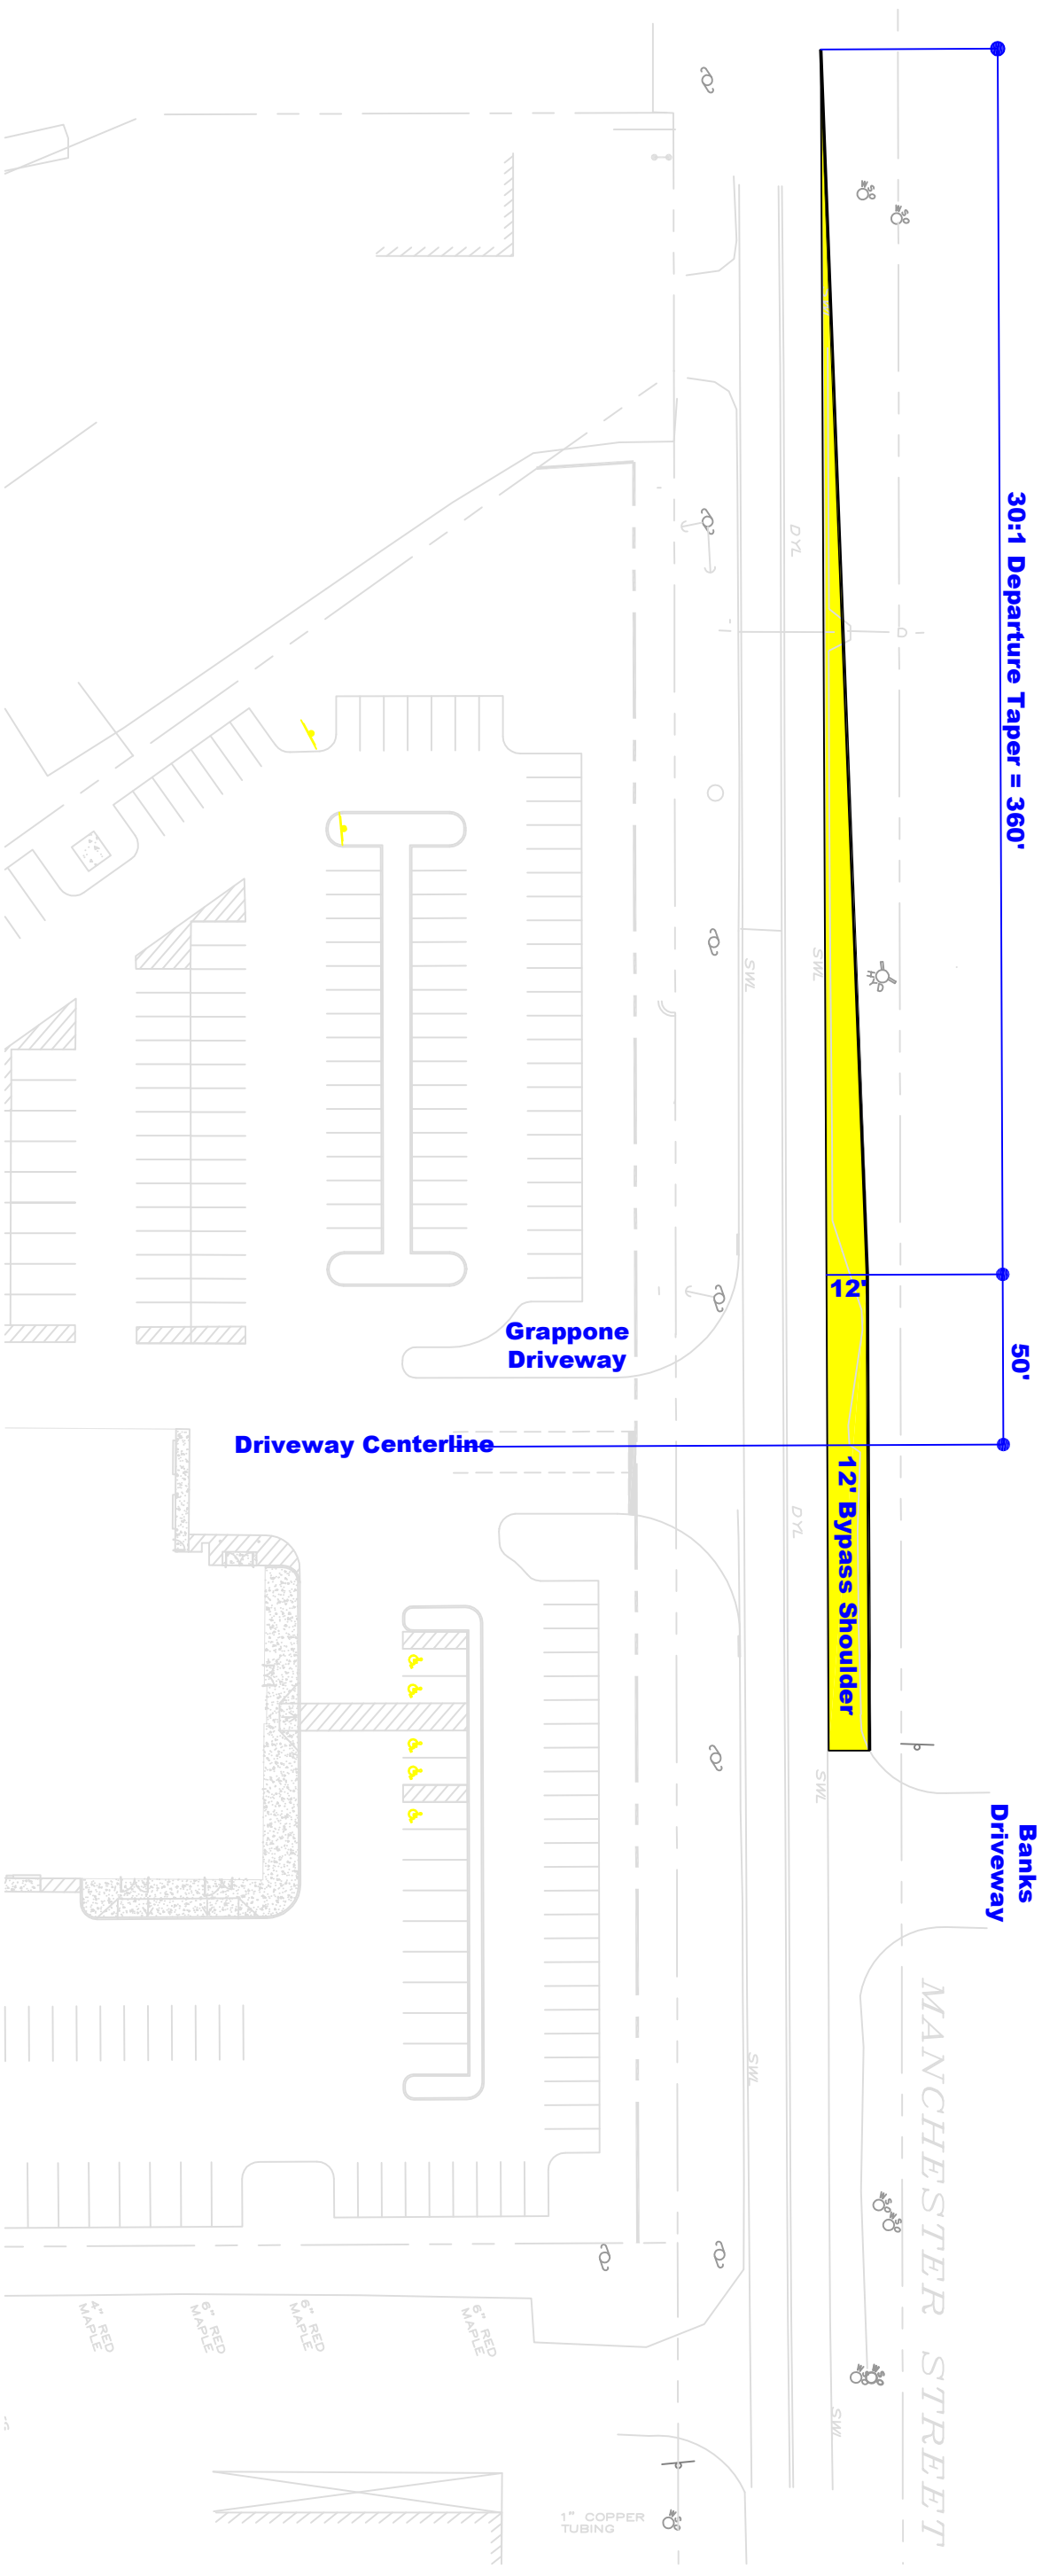 30:1 Departure Taper = 360'
DYL
SWL
SWL
HYD
12'
50'
Grappone
Driveway
Driveway Centerline
12' Bypass Shoulder
DYL
SWL
Banks
Driveway
MANCHESTER STREET
SWL
4" RED
MAPLE
6" RED
MAPLE
6" RED
MAPLE
6" RED
MAPLE
SWL
1" COPPER
TUBING